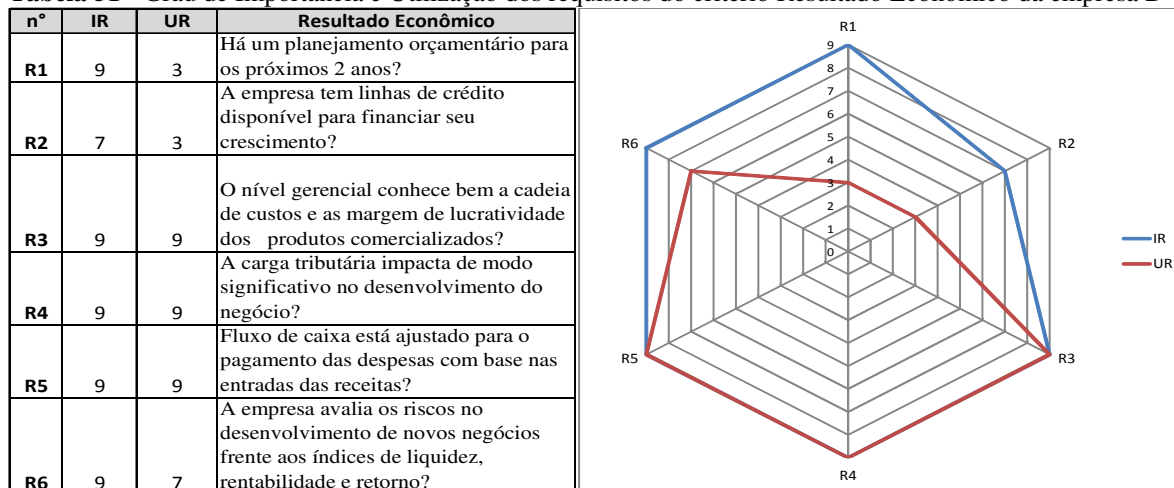 Tabela - Grau de Importância e Utilização dos requisitos do critério Resultado Econômico da empresa
n° IR UR Resultado Econômico
R1 9 3 Há um planejamento orçamentário para
os próximos 2 anos?
R2 7 3 A empresa tem linhas de crédito
disponível para financiar seu
crescimento?
R3 9 9 O nível gerencial conhece bem a cadeia
de custos e as margem de lucratividade
dos produtos comercializados?
R4 9 9 A carga tributária impacta de modo
significativo no desenvolvimento do
negócio?
R5 9 9 Fluxo de caixa está ajustado para o
pagamento das despesas com base nas
entradas das receitas?
R6 9 7 A empresa avalia os riscos no
desenvolvimento de novos negócios
frente aos índices de liquidez,
rentabilidade e retorno?
R1
9
8
7
6
5
4
3
2
1
0
R2
R3
R4
R5
R6
IR
UR